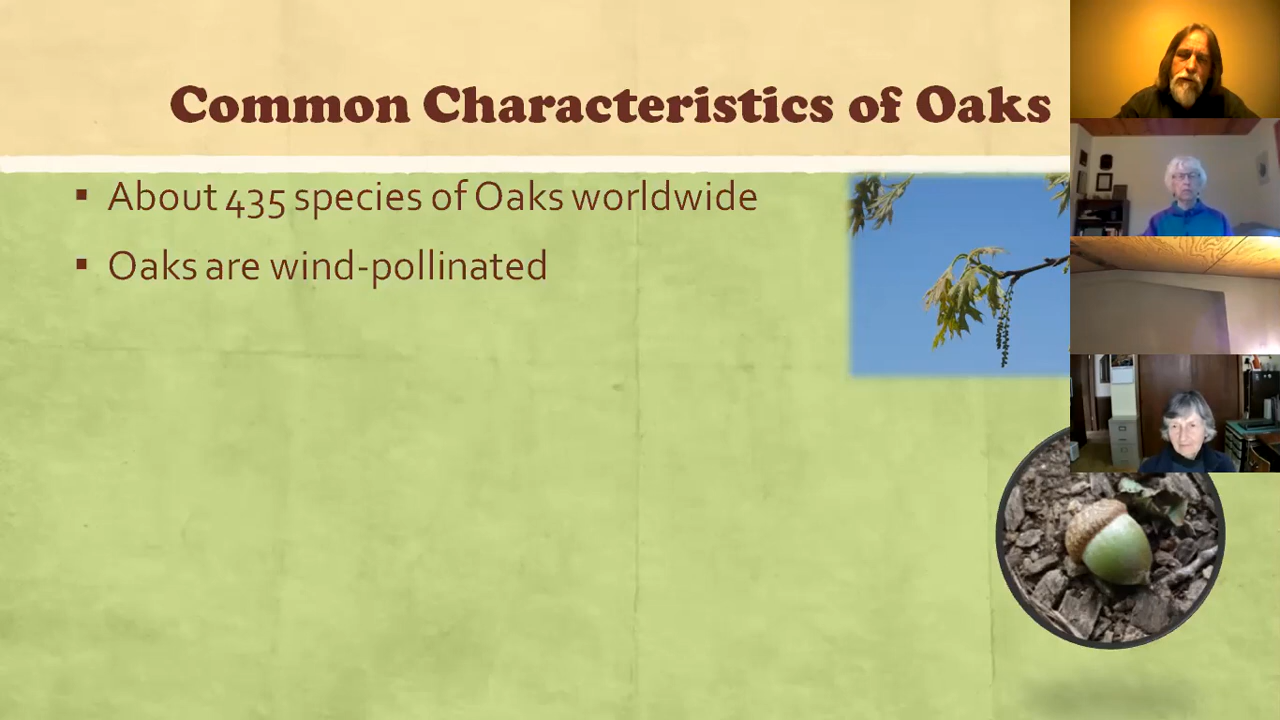 Common Characteristics of Oaks
▪ About 435 species of Oaks worldwide
▪ Oaks are wind-pollinated